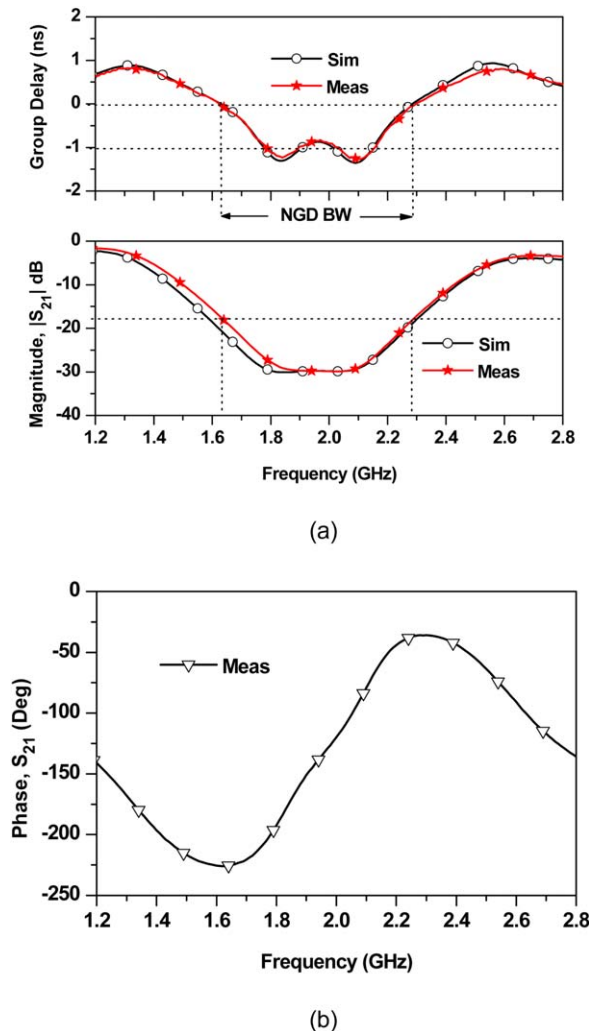 2
1
0
-1
-2
Group Delay (ns)
Sim
Meas
NGD BW
0
-10
-20
-30
-40
Magnitude, |S21| dB
Sim
Meas
1.2 1.4 1.6 1.8 2.0 2.2 2.4 2.6 2.8
Frequency (GHz)
(a)
0
-50
-100
-150
-200
-250
Phase, S21 (Deg)
Meas
1.2 1.4 1.6 1.8 2.0 2.2 2.4 2.6 2.8
Frequency (GHz)
(b)